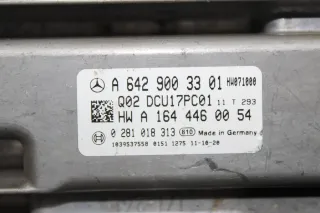 A 642 900 33 01 HW071000
Q02 DCU17PC01 11 T 293
HW A 164 446 00 54
0 281 018 313 810 Made in Germany
1039S37558 0151 1275 11-10-20